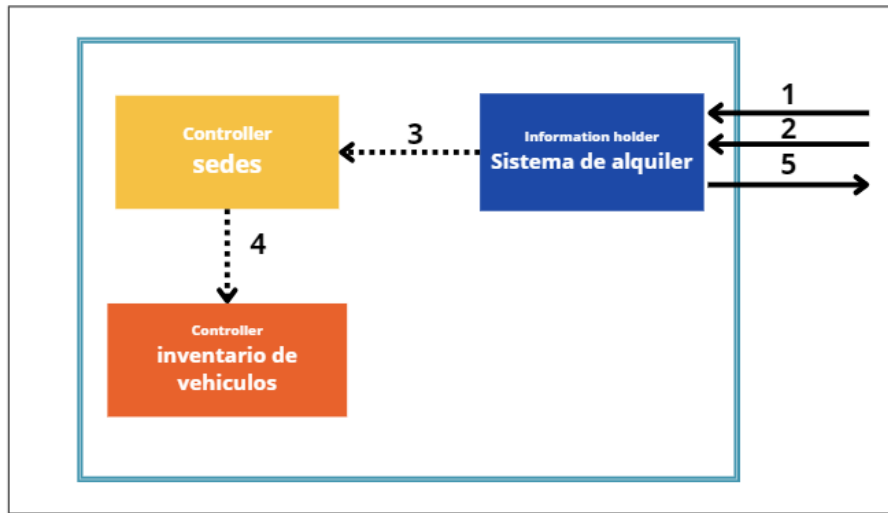 Controller
sedes
3
Information holder
Sistema de alquiler
1
2
5
4
Controller
inventario de
vehiculos